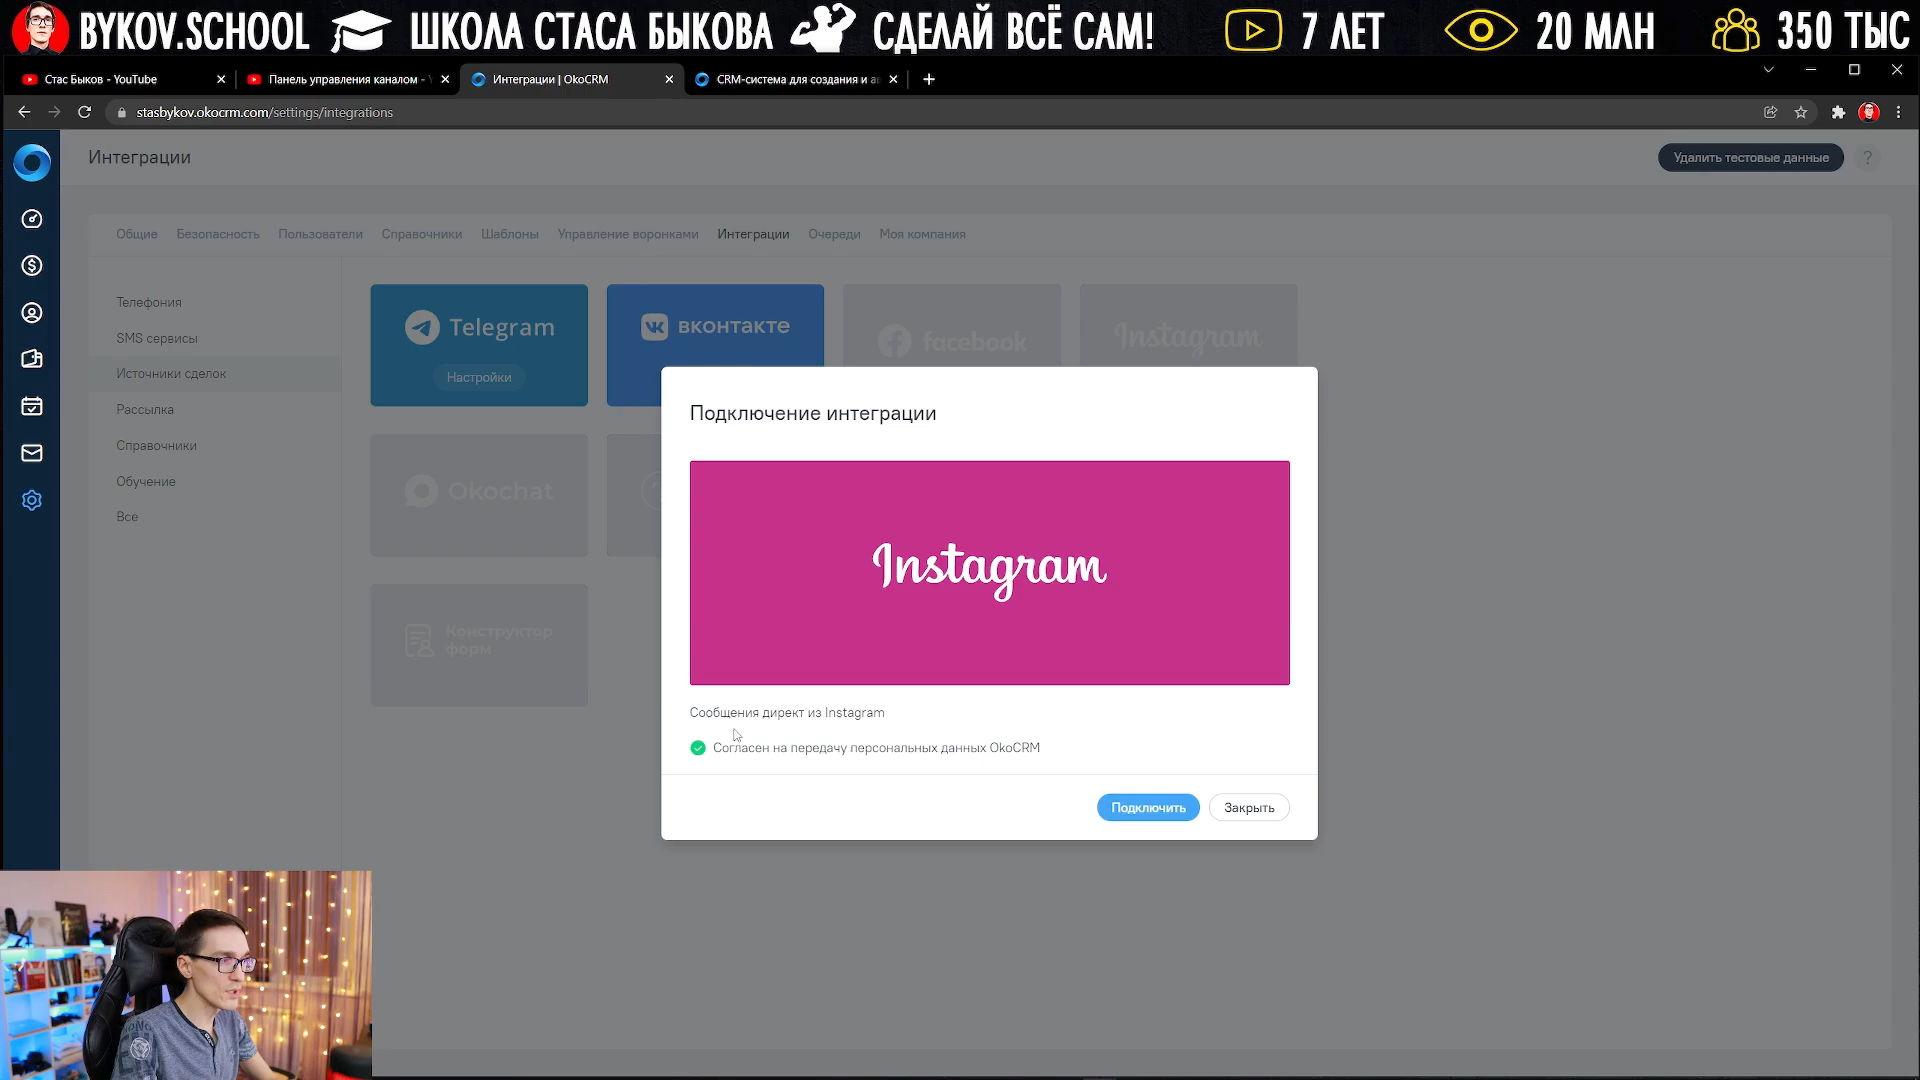 BYKOV.SCHOOL ШКОЛА СТАСА БЫКОВА СДЕЛАЙ ВСЁ САМ! 7 ЛЕТ 20 МЛН 350 ТЫС
Стас Быков - YouTube Панель управления каналом - Интеграции | OkoCRM CRM-система для создания и
stasbykov.okocrm.com/settings/integrations
Интеграции
Удалить тестовые данные
?
Общие Безопасность Пользователи Справочники Шаблоны Управление воронками Интеграции Очереди Моя компания
Телефония
SMS сервисы
Источники сделок
Рассылка
Справочники
Обучение
Все
Telegram
Настройки
вконтакте
facebook
Instagram
Okochat
Конструктор
форм
Подключение интеграции
Instagram
Сообщения директ из Instagram
Согласен на передачу персональных данных OkoCRM
Подключить Закрыть